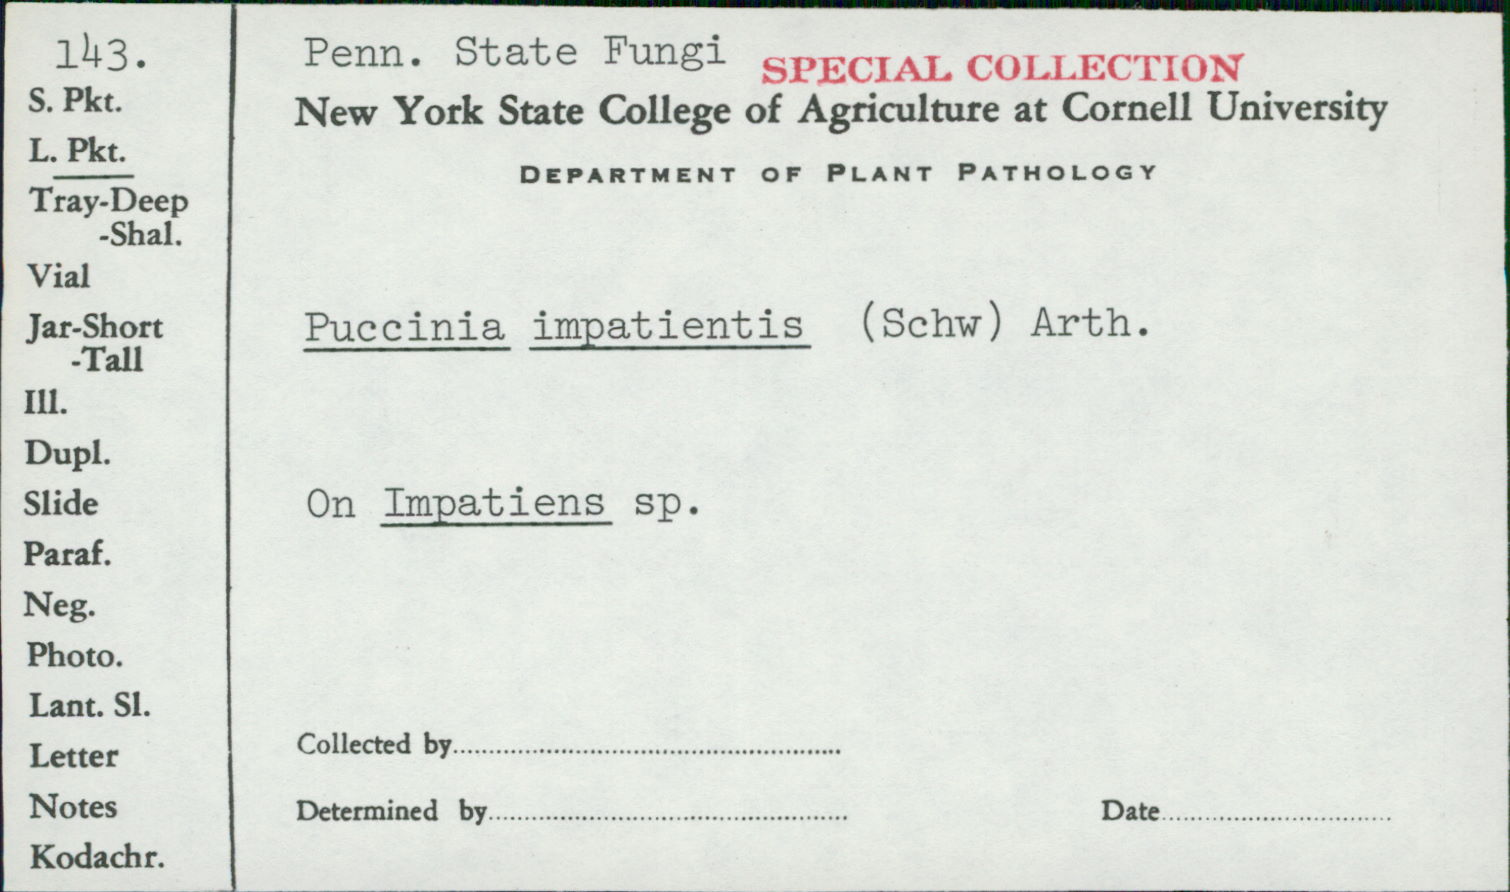 143.
S. Pkt.
L. Pkt.
Tray-Deep
-Shal.
Vial
Jar-Short
-Tall
Ill.
Dupl.
Slide
Paraf.
Neg.
Photo.
Lant. Sl.
Letter
Notes
Kodachr.
Penn. State Fungi SPECIAL COLLECTION
New York State College of Agriculture at Cornell University
DEPARTMENT OF PLANT PATHOLOGY
Puccinia impatientis (Schw) Arth.
On Impatiens sp.
Collected by
Determined by Date